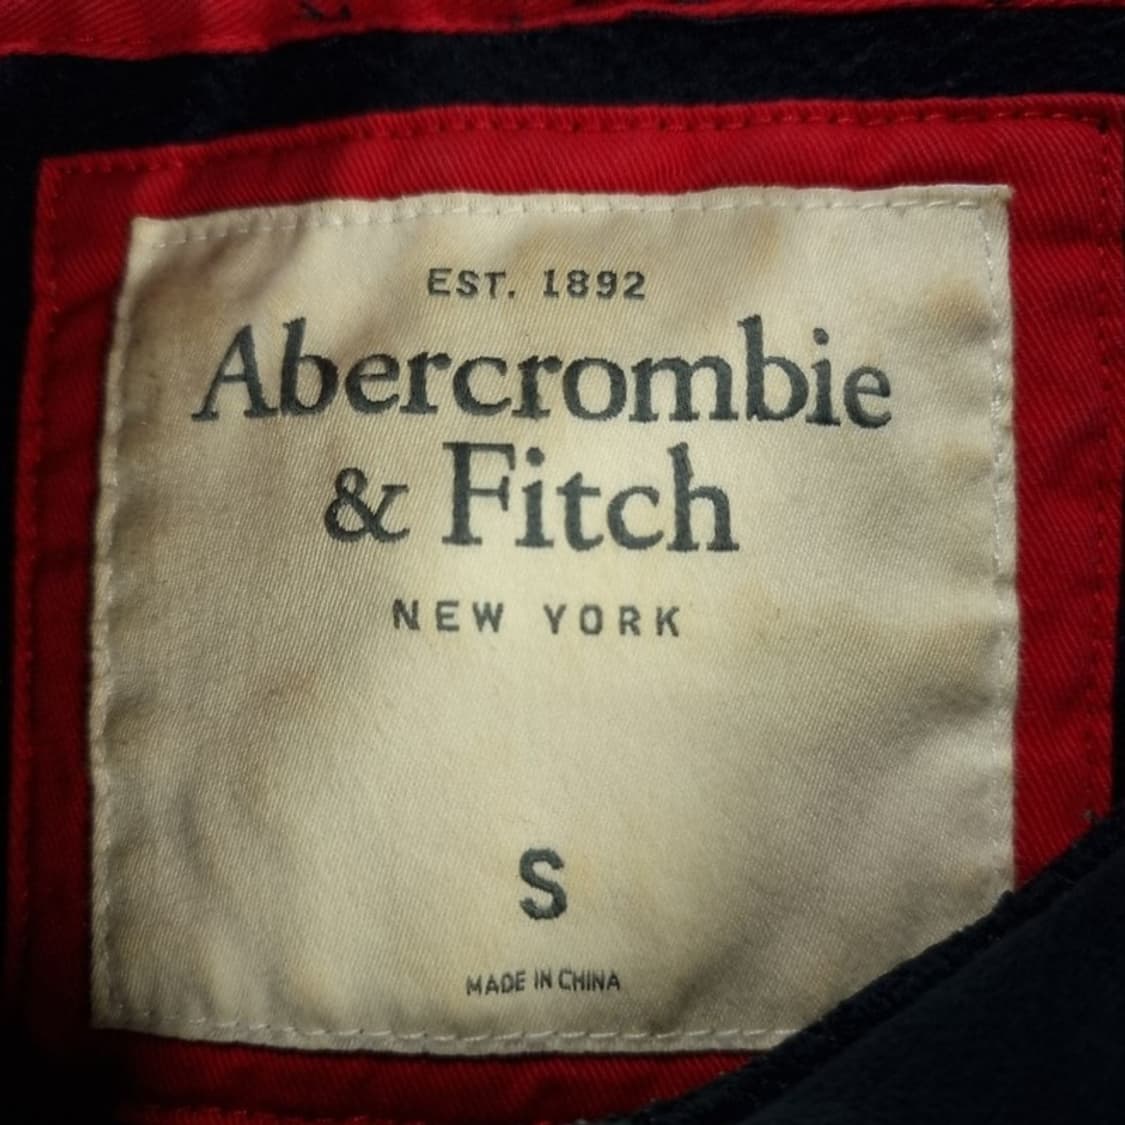 EST. 1892
Abercrombie
& Fitch
NEW YORK
S
MADE IN CHINA